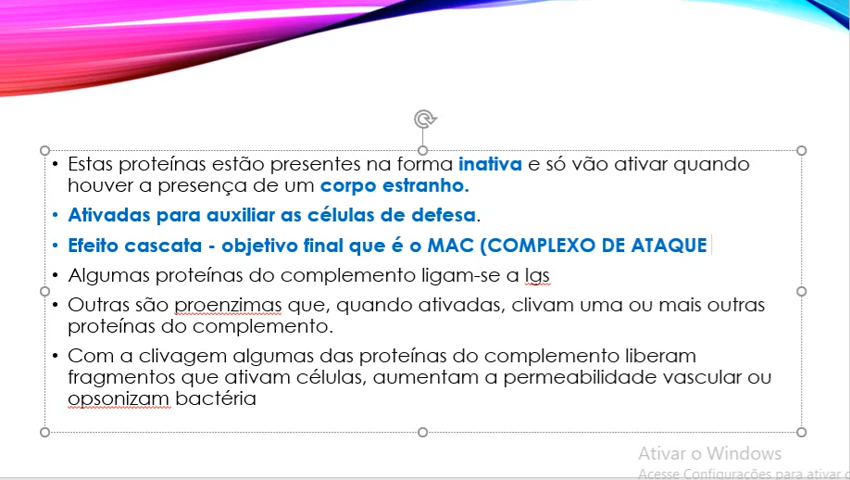 • Estas proteínas estão presentes na forma inativa e só vão ativar quando
houver a presença de um corpo estranho.
• Ativadas para auxiliar as células de defesa.
• Efeito cascata - objetivo final que é o MAC (COMPLEXO DE ATAQUE
• Algumas proteínas do complemento ligam-se a Igs
• Outras são proenzimas que, quando ativadas, clivam uma ou mais outras
proteínas do complemento.
• Com a clivagem algumas das proteínas do complemento liberam
fragmentos que ativam células, aumentam a permeabilidade vascular ou
opsonizam bactéria
Ativar o Windows
Acesse Configurações para ativar o